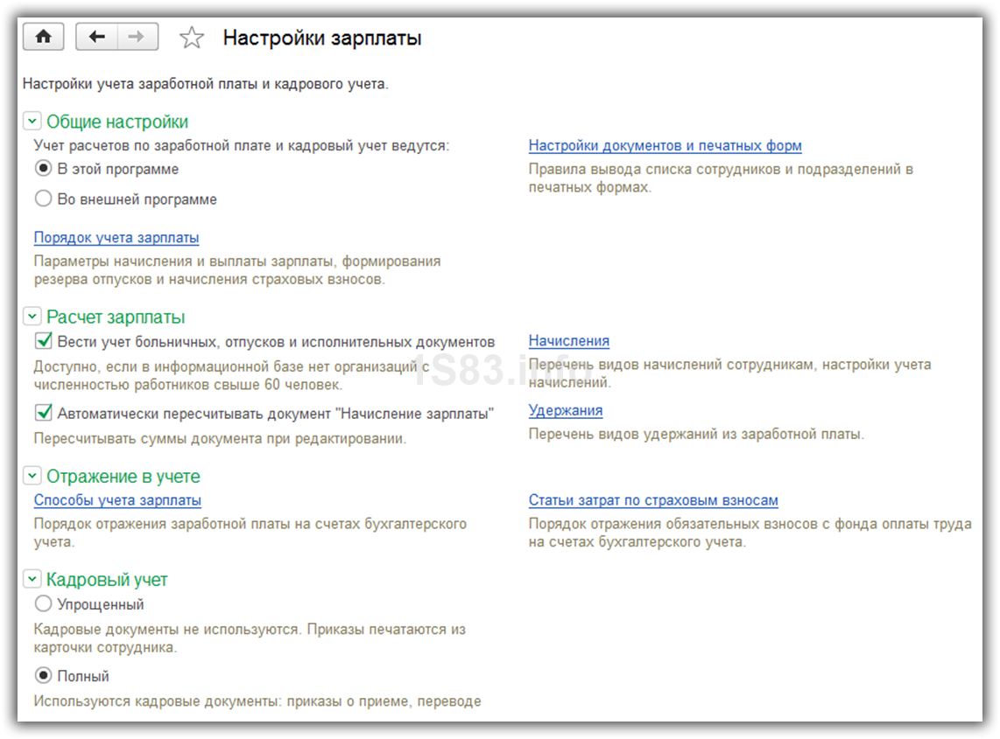 Настройки зарплаты
Настройки учета заработной платы и кадрового учета.
Общие настройки
Учет расчетов по заработной плате и кадровый учет ведутся:
В этой программе
Во внешней программе
Настройки документов и печатных форм
Правила вывода списка сотрудников и подразделений в
печатных формах.
Порядок учета зарплаты
Параметры начисления и выплаты зарплаты, формирования
резерва отпусков и начисления страховых взносов.
Расчет зарплаты
Вести учет больничных, отпусков и исполнительных документов
Доступно, если в информационной базе нет организаций с
численностью работников свыше 60 человек.
Автоматически пересчитывать документ "Начисление зарплаты"
Пересчитывать суммы документа при редактировании.
Начисления
Перечень видов начислений сотрудникам, настройки учета
начислений.
Удержания
Перечень видов удержаний из заработной платы.
1S83.info
Отражение в учете
Способы учета зарплаты
Порядок отражения заработной платы на счетах бухгалтерского
учета.
Статьи затрат по страховым взносам
Порядок отражения обязательных взносов с фонда оплаты труда
на счетах бухгалтерского учета.
Кадровый учет
Упрощенный
Кадровые документы не используются. Приказы печатаются из
карточки сотрудника.
Полный
Используются кадровые документы: приказы о приеме, переводе